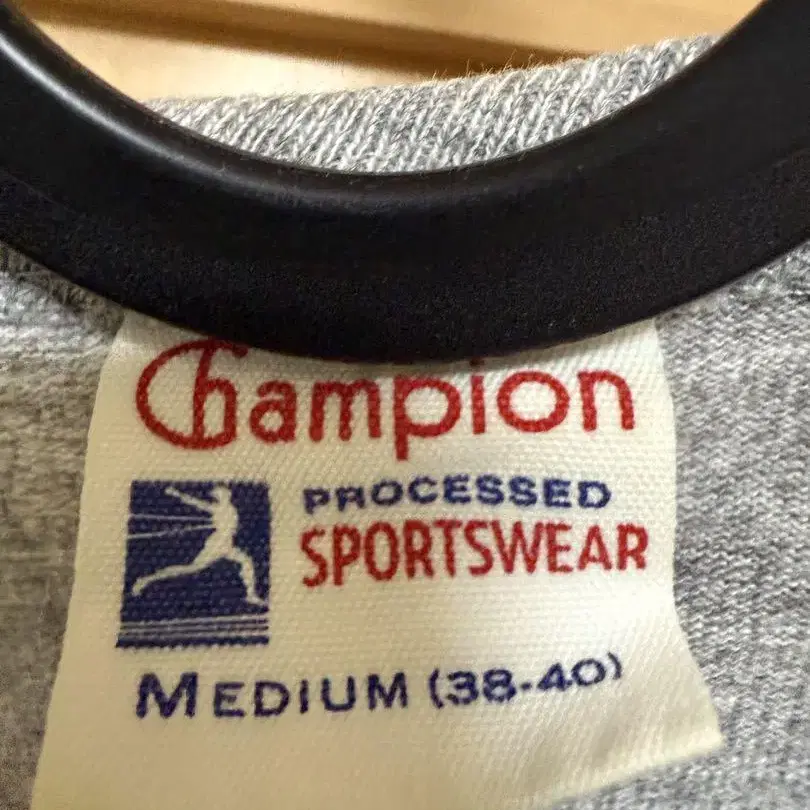 Champion
PROCESSED
SPORTSWEAR
MEDIUM (38-40)